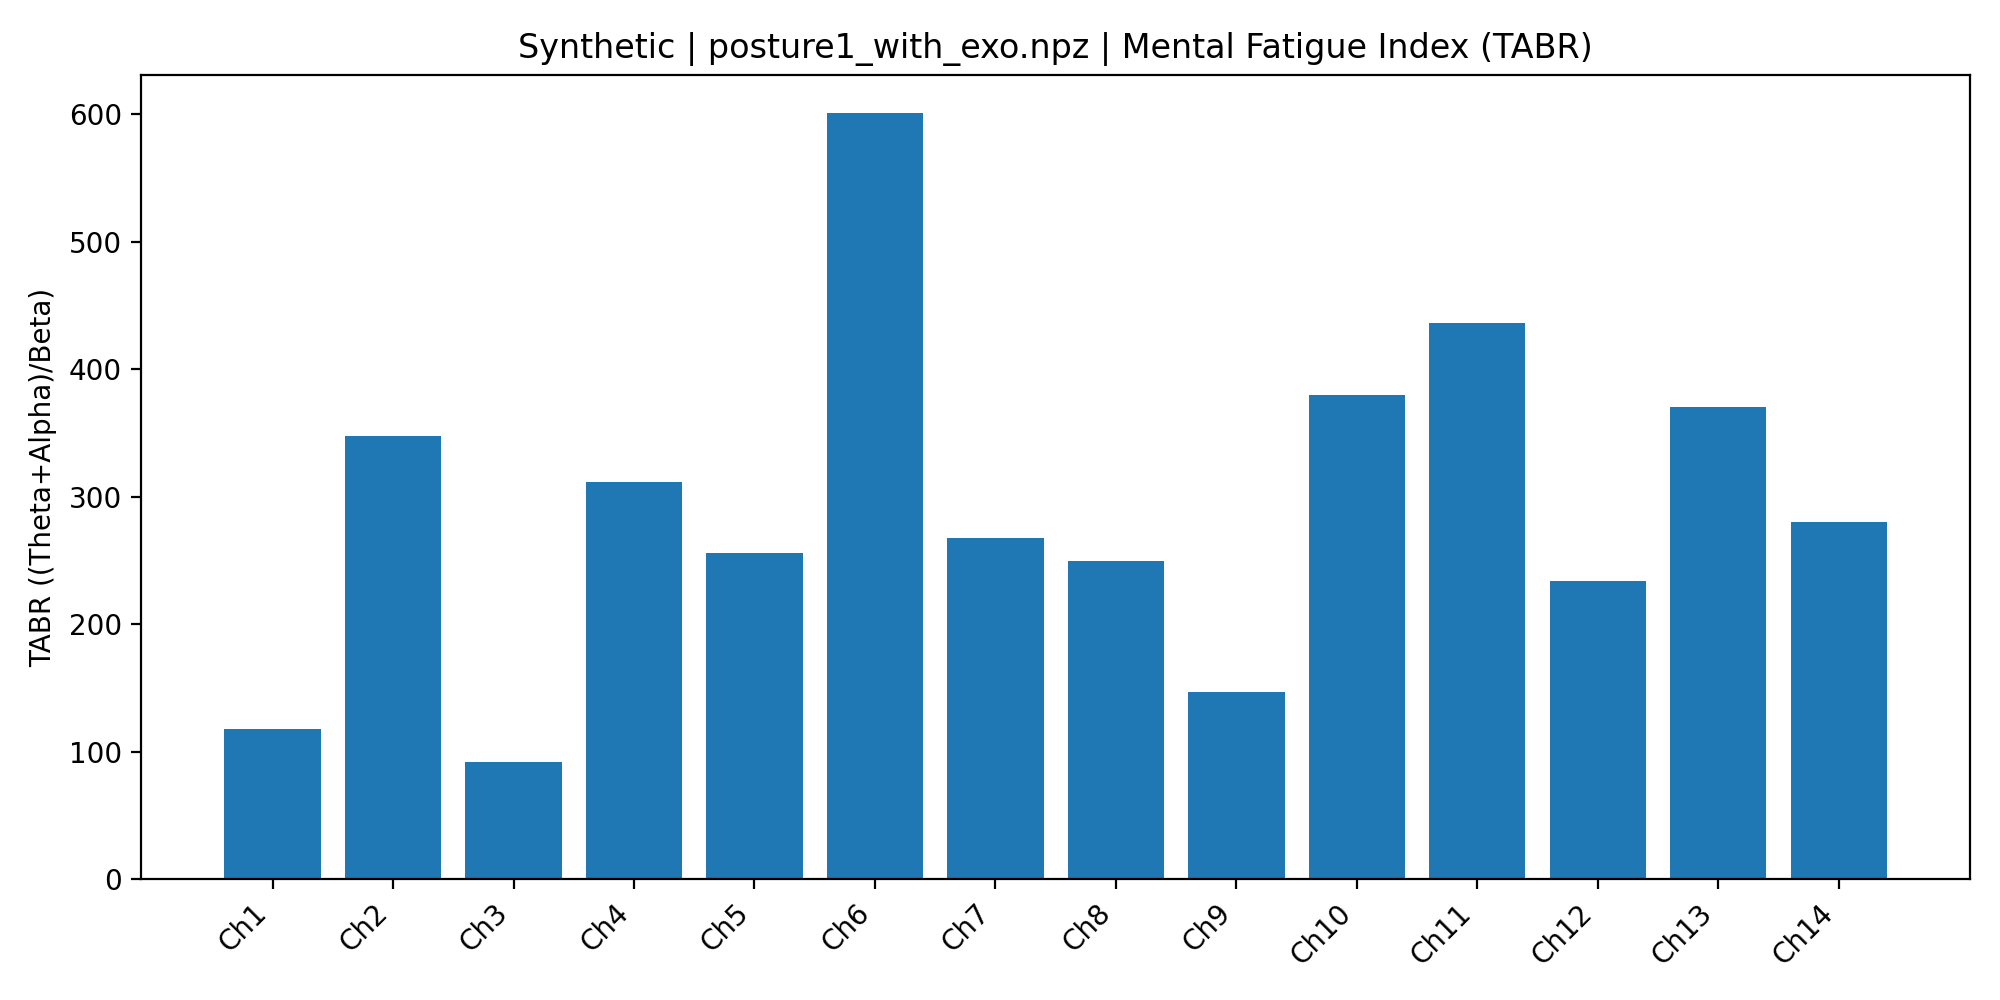 Synthetic | posture1_with_exo.npz | Mental Fatigue Index (TABR)
TABR ((Theta+Alpha)/Beta)
600
500
400
300
200
100
0
Ch1
Ch2
Ch3
Ch4
Ch5
Ch6
Ch7
Ch8
Ch9
Ch10
Ch11
Ch12
Ch13
Ch14